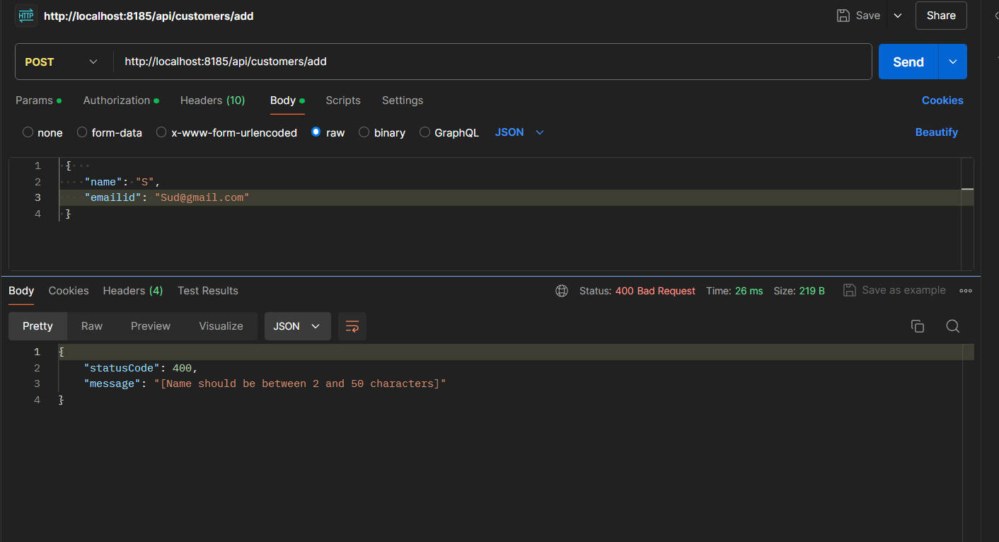 HTTP http://localhost:8185/api/customers/add Save Share
POST http://localhost:8185/api/customers/add Send
Params Authorization Headers (10) Body Scripts Settings Cookies
none form-data x-www-form-urlencoded raw binary GraphQL JSON Beautify
1 {
2 "name": "S",
3 "emailid": "Sud@gmail.com"
4 }
Body Cookies Headers (4) Test Results Status: 400 Bad Request Time: 26 ms Size: 219 B Save as example
Pretty Raw Preview Visualize JSON
1 {
2 "statusCode": 400,
3 "message": "[Name should be between 2 and 50 characters]"
4 }